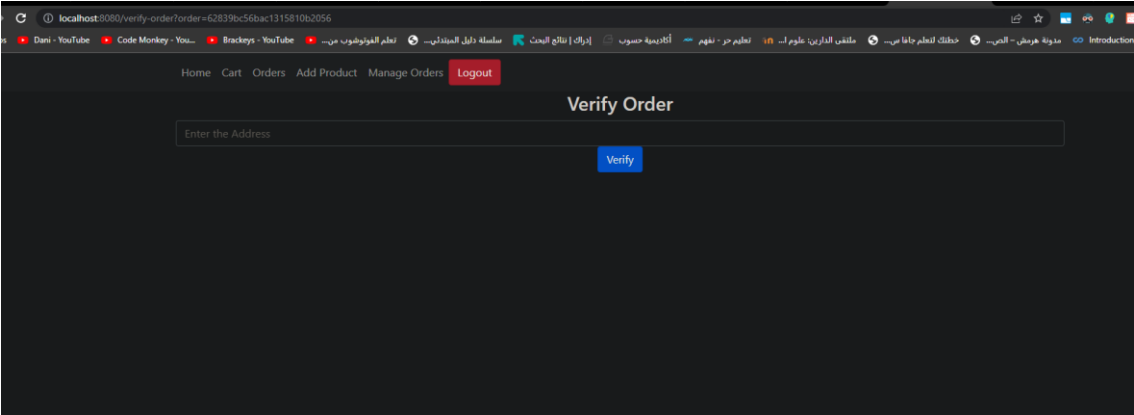 localhost:8080/verify-order?order=62839bc56bac1315810b2056
Dani - YouTube Code Monkey - You... Brackeys - YouTube تعلم الفوتوشوب من... سلسلة دليل المبتدئي... إدراك | نتائج البحث أكاديمية حسوب تعليم حر - نفهم ملتقى الدارين: علوم ا... خطتك لتعلم جافا س... مدونة هرمش – الص... Introduction
Home Cart Orders Add Product Manage Orders Logout
Verify Order
Enter the Address
Verify